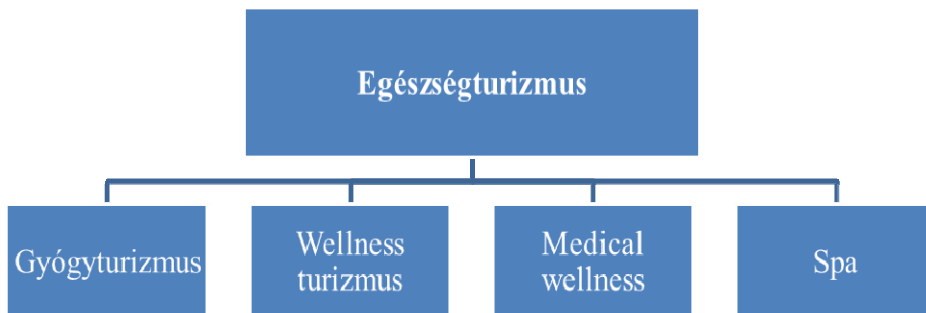 Egészségturizmus
Gyógyturizmus
Wellness
turizmus
Medical
wellness
Spa